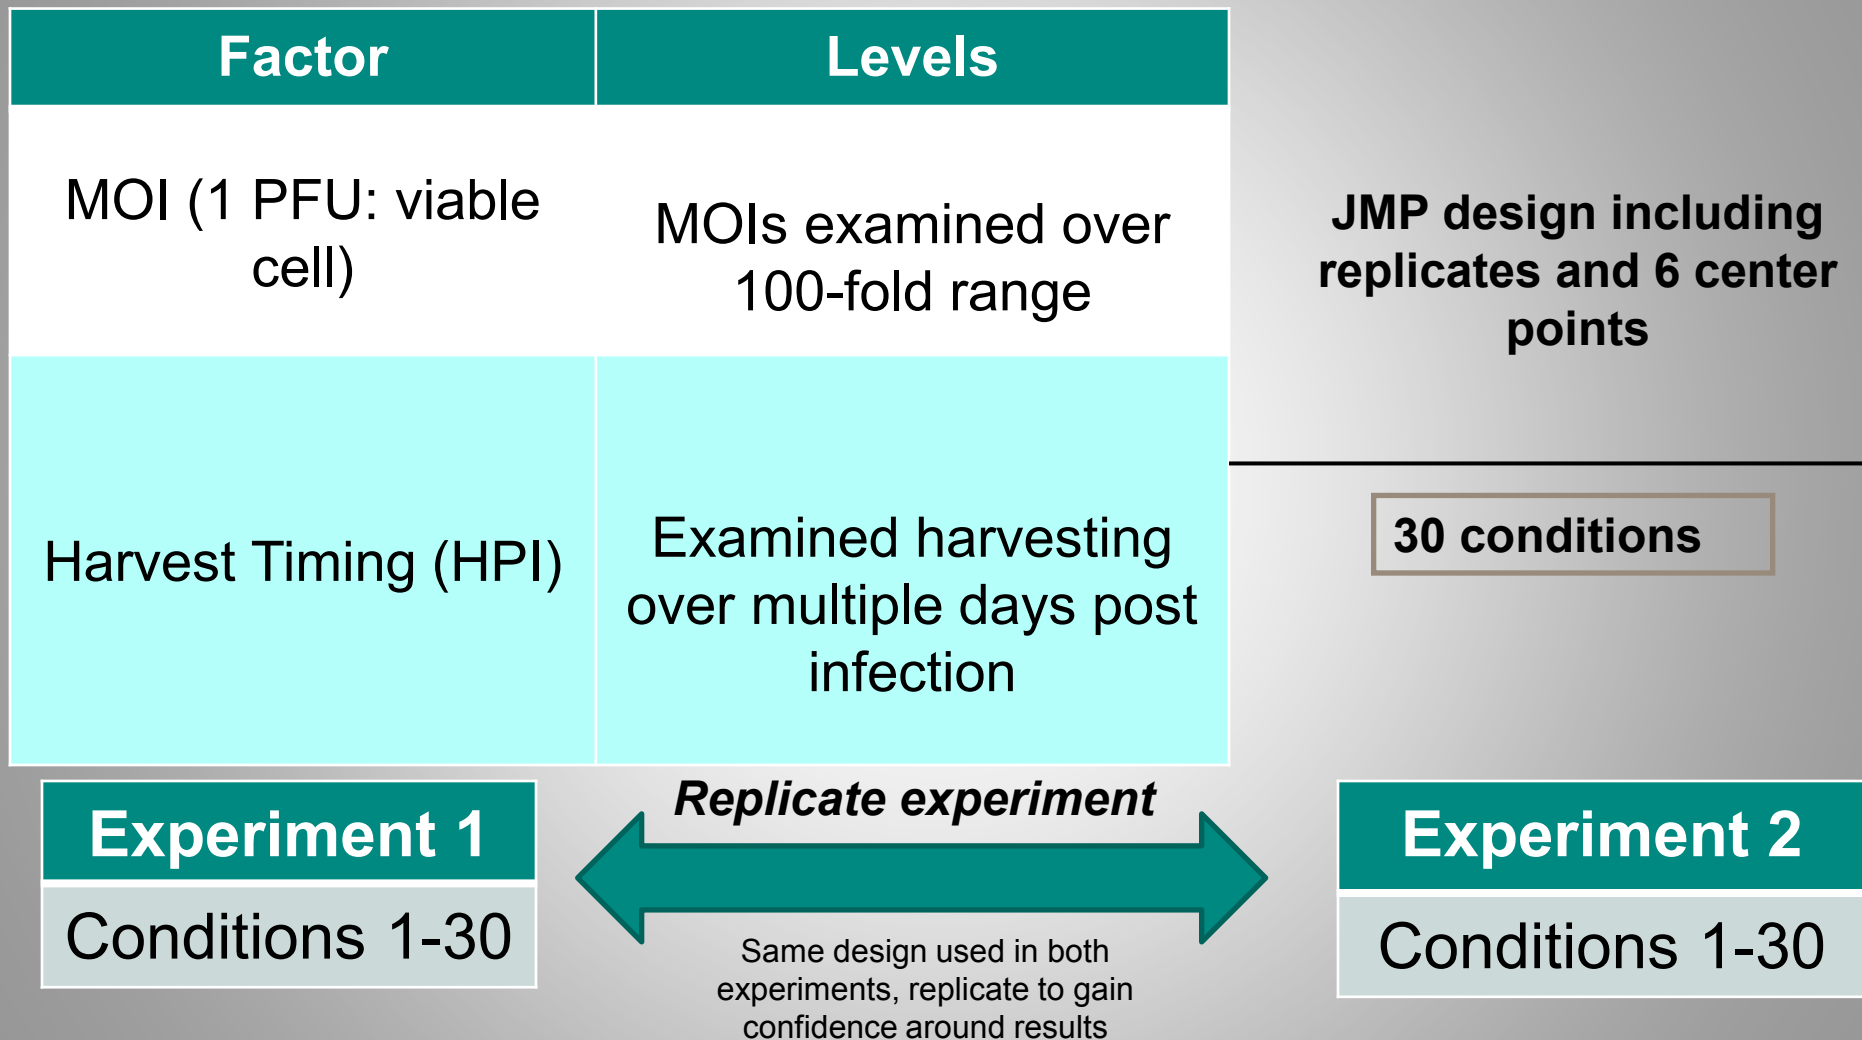 Factor
Levels
MOI (1 PFU: viable
cell)
MOIs examined over
100-fold range
JMP design including
replicates and 6 center
points
Harvest Timing (HPI)
Examined harvesting
over multiple days post
infection
30 conditions
Experiment 1
Conditions 1-30
Replicate experiment
Same design used in both
experiments, replicate to gain
confidence around results
Experiment 2
Conditions 1-30